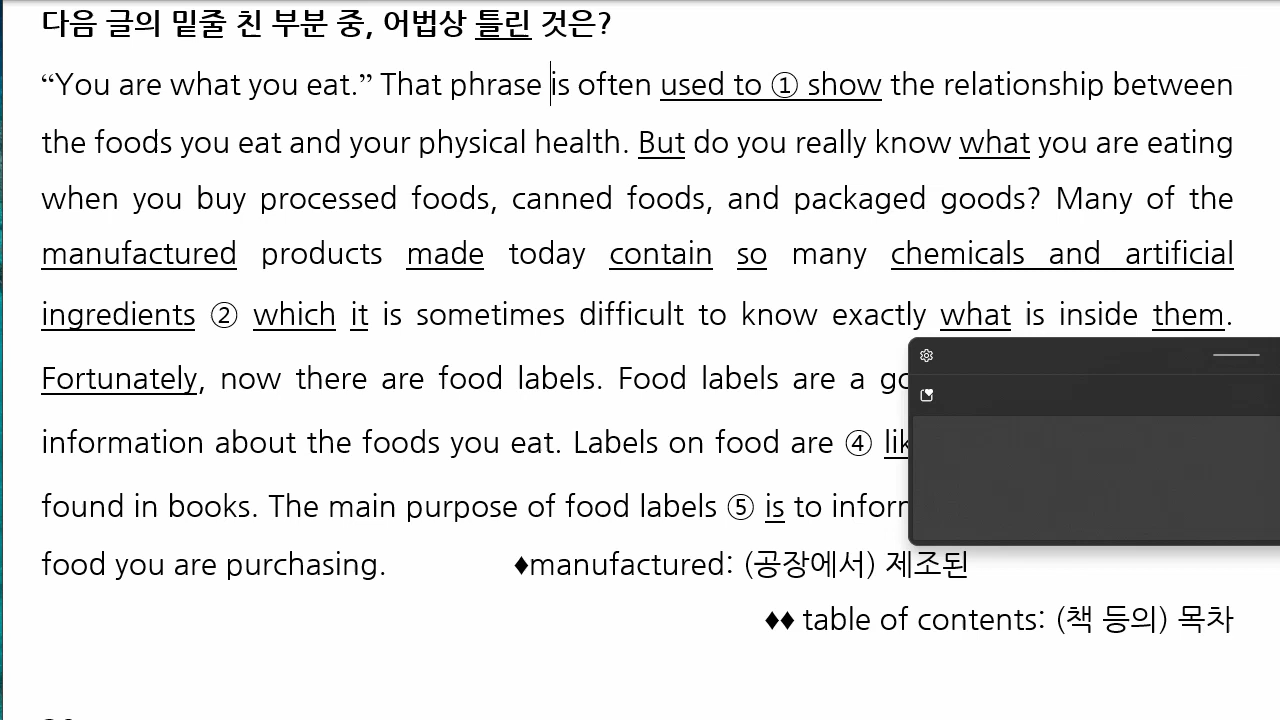 다음 글의 밑줄 친 부분 중, 어법상 틀린 것은?
“You are what you eat.” That phrase is often used to ① show the relationship between
the foods you eat and your physical health. But do you really know what you are eating
when you buy processed foods, canned foods, and packaged goods? Many of the
manufactured products made today contain so many chemicals and artificial
ingredients ② which it is sometimes difficult to know exactly what is inside them.
Fortunately, now there are food labels. Food labels are a
information about the foods you eat. Labels on food are ④
found in books. The main purpose of food labels ⑤ is to
food you are purchasing. ♦manufactured: (공장에서) 제조된
♦♦ table of contents: (책 등의) 목차